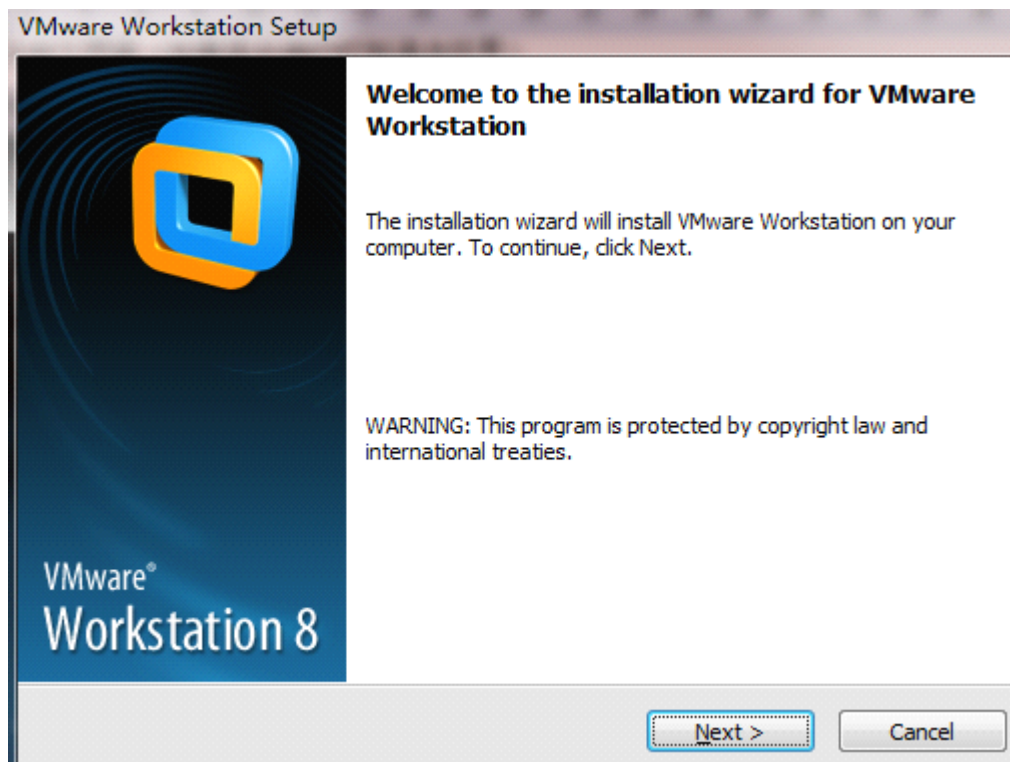 VMware Workstation Setup
Welcome to the installation wizard for VMware
Workstation
The installation wizard will install VMware Workstation on your
computer. To continue, click Next.
WARNING: This program is protected by copyright law and
international treaties.
VMware®
Workstation 8
Next >
Cancel